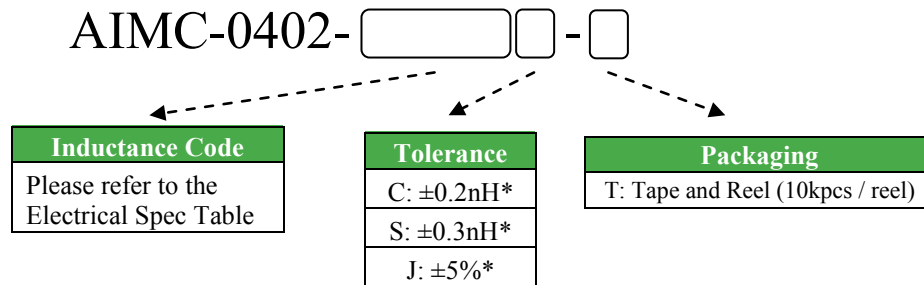 AIMC-0402- -
Inductance Code
Please refer to the
Electrical Spec Table
Tolerance
C: ±0.2nH*
S: ±0.3nH*
J: ±5%*
Packaging
T: Tape and Reel (10kpcs / reel)